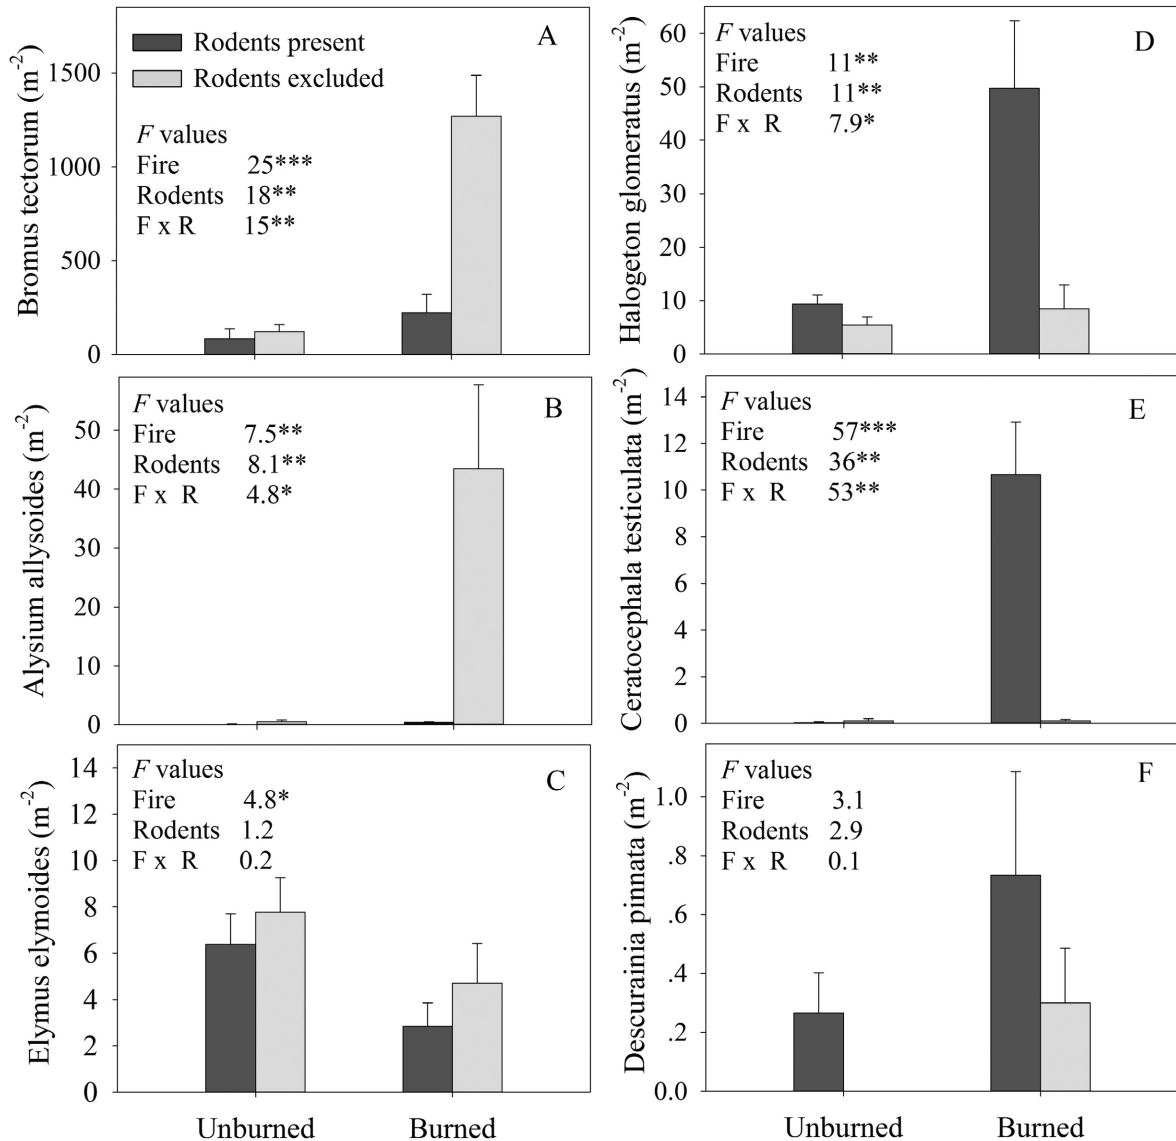 A
Rodents present
Rodents excluded
F values
Fire 25***
Rodents 18**
F x R 15**
Bromus tectorum (m-2)
1500
1000
500
0
D
F values
Fire 11**
Rodents 11**
F x R 7.9*
Halogeton glomeratus (m-2)
60
50
40
30
20
10
0
B
F values
Fire 7.5**
Rodents 8.1**
F x R 4.8*
Alysium allysoides (m-2)
50
40
30
20
10
0
E
F values
Fire 57***
Rodents 36**
F x R 53**
Ceratocephala testiculata (m-2)
14
12
10
8
6
4
2
0
C
F values
Fire 4.8*
Rodents 1.2
F x R 0.2
Elymus elymoides (m-2)
14
12
10
8
6
4
2
0
Unburned Burned
F
F values
Fire 3.1
Rodents 2.9
F x R 0.1
Descurainia pinnata (m-2)
1.0
.8
.6
.4
.2
0.0
Unburned Burned